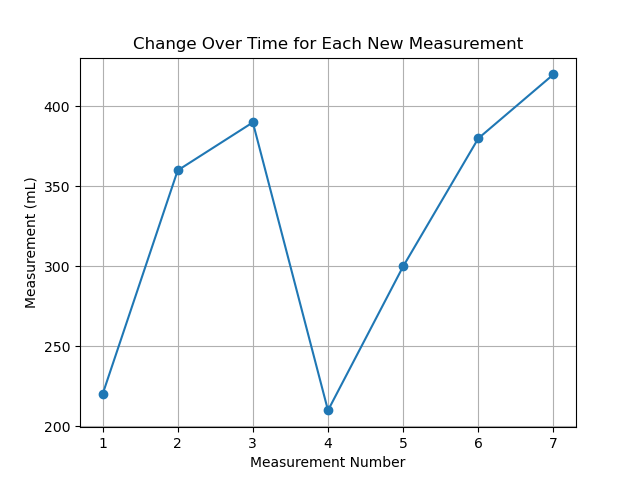 Change Over Time for Each New Measurement
Measurement (mL)
400
350
300
250
200
1 2 3 4 5 6 7
Measurement Number